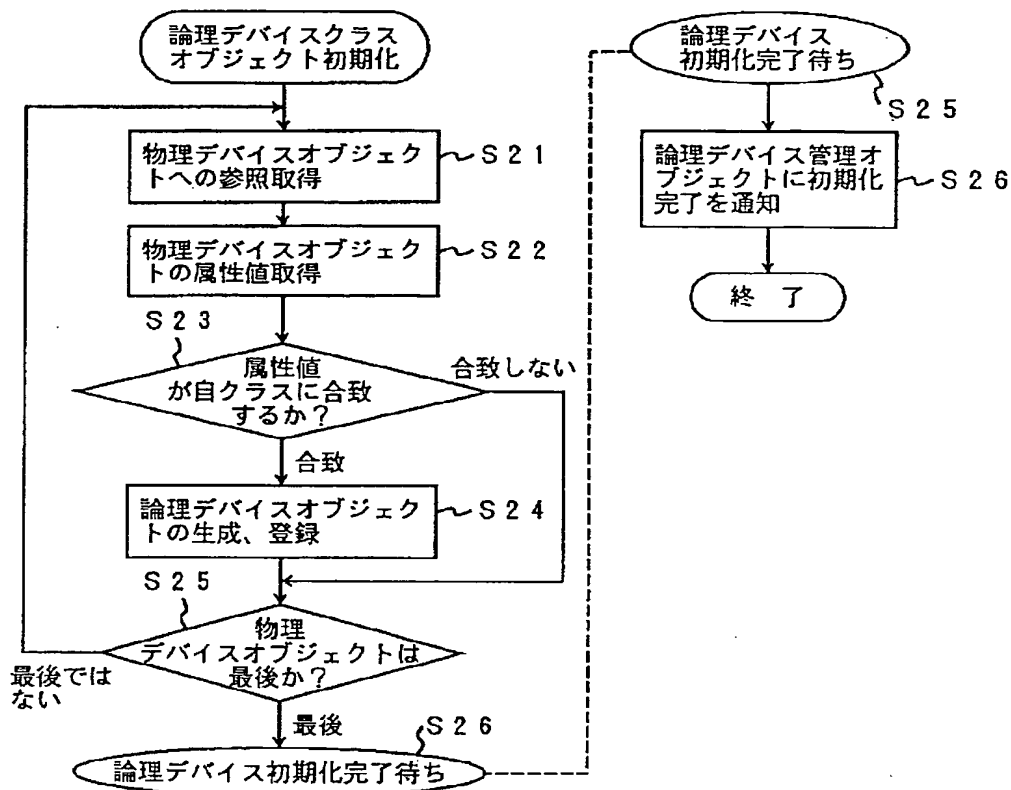 論理デバイスクラス
オブジェクト初期化
物理デバイスオブジェク
トへの参照取得
S21
物理デバイスオブジェク
トの属性値取得
S22
S23
属性値
が自クラスに合致
するか?
合致しない
合致
論理デバイスオブジェク
トの生成、登録
S24
S25
物理
デバイスオブジェクトは
最後か?
最後では
ない
最後
S26
論理デバイス初期化完了待ち
論理デバイス
初期化完了待ち
S25
論理デバイス管理オ
ブジェクトに初期化
完了を通知
S26
終 了